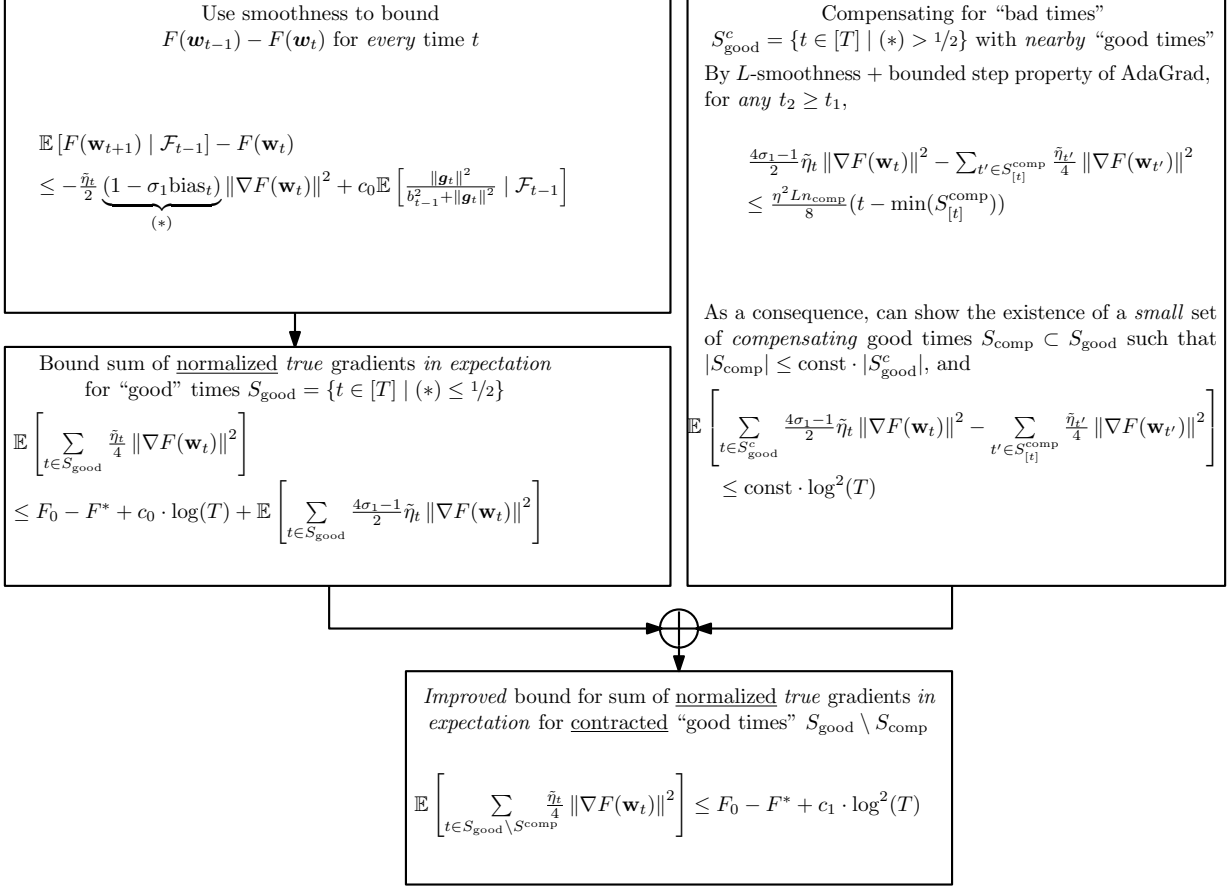 Use smoothness to bound
F(w_{t−1}) − F(w_t) for every time t
𝔼 [F(w_{t+1}) | ℱ_{t−1}] − F(w_t)
≤ −η̃_t/2 (1 − σ_1bias_t) ‖∇F(w_t)‖² + c_0𝔼 [‖g_t‖² / (b²_{t−1}+‖g_t‖²) | ℱ_{t−1}]
(∗)
Bound sum of normalized true gradients in expectation
for “good” times S_good = {t ∈ [T] | (∗) ≤ 1/2}
𝔼 [∑_{t∈S_good} η̃_t/4 ‖∇F(w_t)‖²]
≤ F_0 − F* + c_0 · log(T) + 𝔼 [∑_{t∈S_good} (4σ_1−1)/2 η̃_t ‖∇F(w_t)‖²]
Compensating for “bad times”
S^c_good = {t ∈ [T] | (∗) > 1/2} with nearby “good times”
By L-smoothness + bounded step property of AdaGrad,
for any t_2 ≥ t_1,
(4σ_1−1)/2 η̃_t ‖∇F(w_t)‖² − ∑_{t′∈S^comp_[t]} η̃_{t′}/4 ‖∇F(w_{t′})‖²
≤ η²Ln_comp/8 (t − min(S^comp_[t]))
As a consequence, can show the existence of a small set
of compensating good times S_comp ⊂ S_good such that
|S_comp| ≤ const · |S^c_good|, and
𝔼 [∑_{t∈S^c_good} (4σ_1−1)/2 η̃_t ‖∇F(w_t)‖² − ∑_{t′∈S^comp_[t]} η̃_{t′}/4 ‖∇F(w_{t′})‖²]
≤ const · log²(T)
Improved bound for sum of normalized true gradients in
expectation for contracted “good times” S_good \ S_comp
𝔼 [∑_{t∈S_good\S^comp} η̃_t/4 ‖∇F(w_t)‖²] ≤ F_0 − F* + c_1 · log²(T)